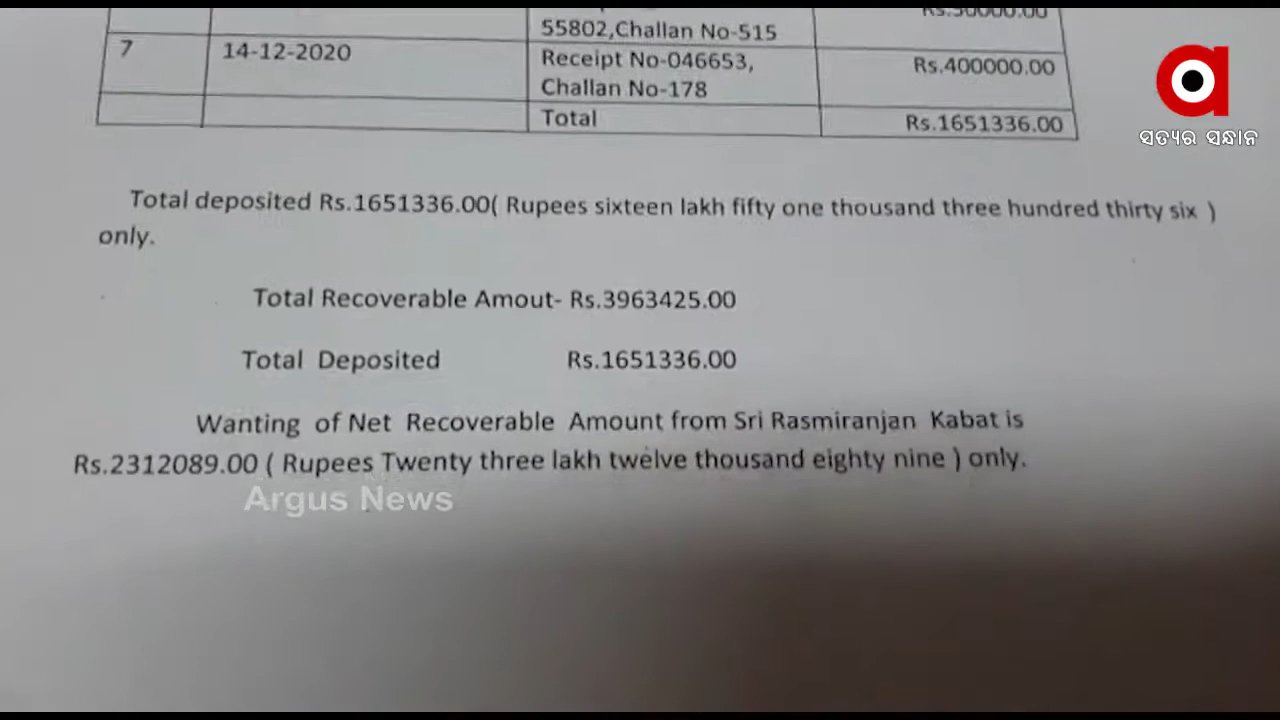 Rs.50000.00
55802,Challan No-515
7 14-12-2020 Receipt No-046653, Rs.400000.00
Challan No-178
Total Rs.1651336.00
ସତ୍ୟର ସନ୍ଧାନ
Total deposited Rs.1651336.00( Rupees sixteen lakh fifty one thousand three hundred thirty six )
only.
Total Recoverable Amout- Rs.3963425.00
Total Deposited Rs.1651336.00
Wanting of Net Recoverable Amount from Sri Rasmiranjan Kabat is
Rs.2312089.00 ( Rupees Twenty three lakh twelve thousand eighty nine ) only.
Argus News